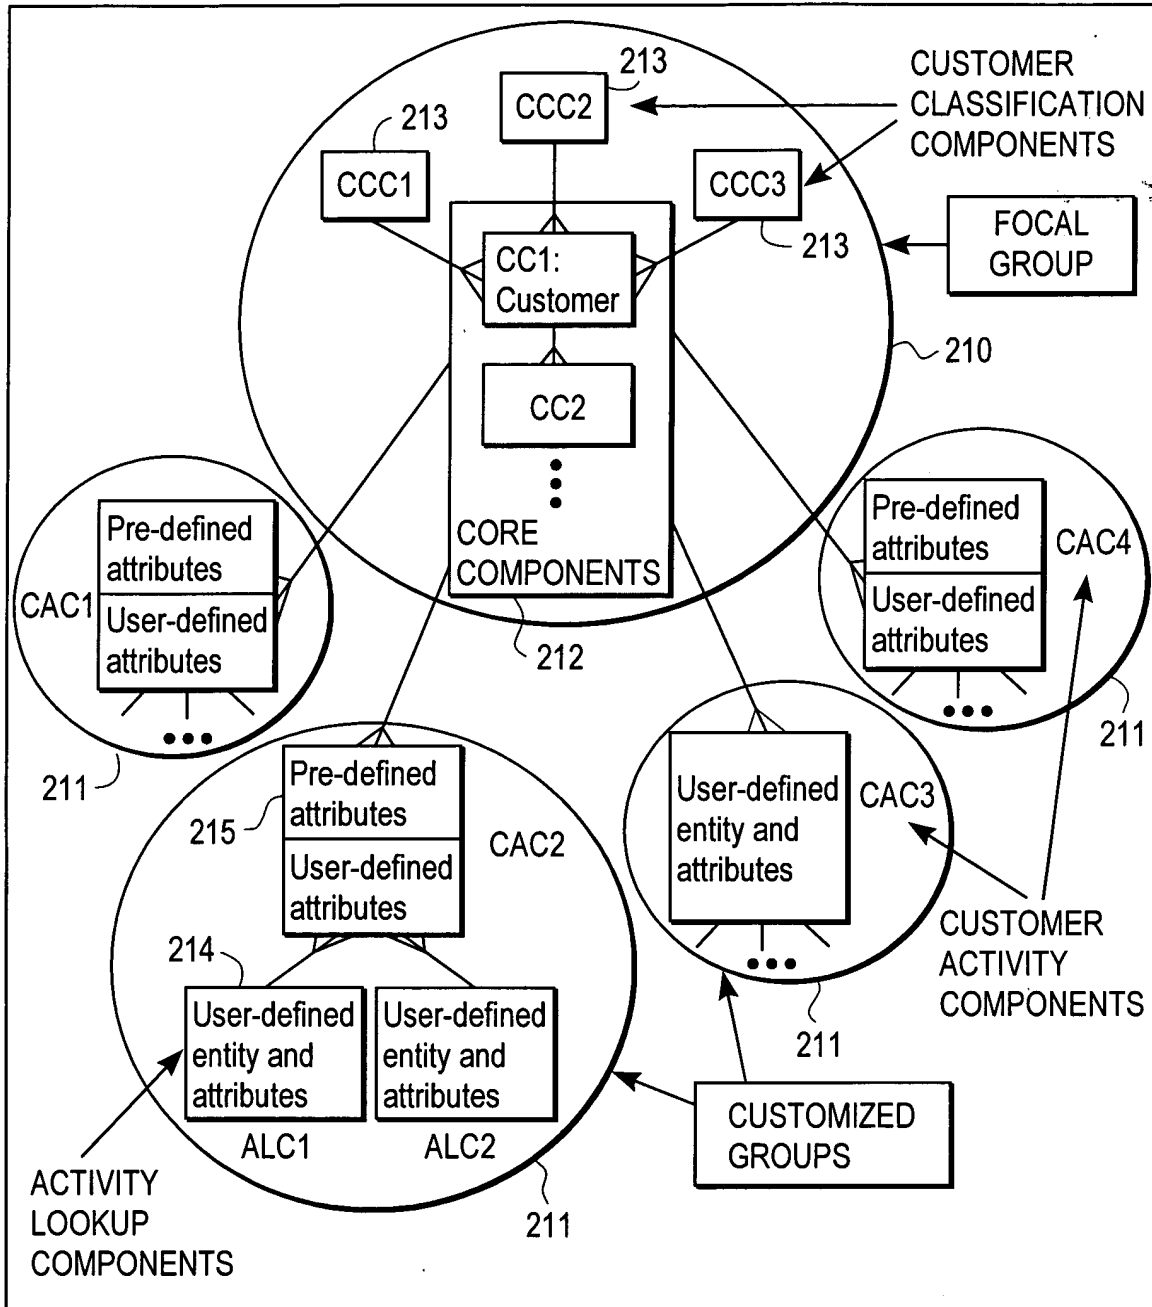 213
CCC2
CUSTOMER
CLASSIFICATION
COMPONENTS
213
CCC1
CCC3
213
FOCAL
GROUP
CC1:
Customer
210
CC2
CORE
COMPONENTS
212
Pre-defined
attributes
User-defined
attributes
CAC1
211
Pre-defined
attributes
User-defined
attributes
CAC4
211
Pre-defined
attributes
User-defined
attributes
215
CAC2
User-defined
entity and
attributes
CAC3
211
CUSTOMER
ACTIVITY
COMPONENTS
214
User-defined
entity and
attributes
ALC1
User-defined
entity and
attributes
ALC2
211
CUSTOMIZED
GROUPS
ACTIVITY
LOOKUP
COMPONENTS